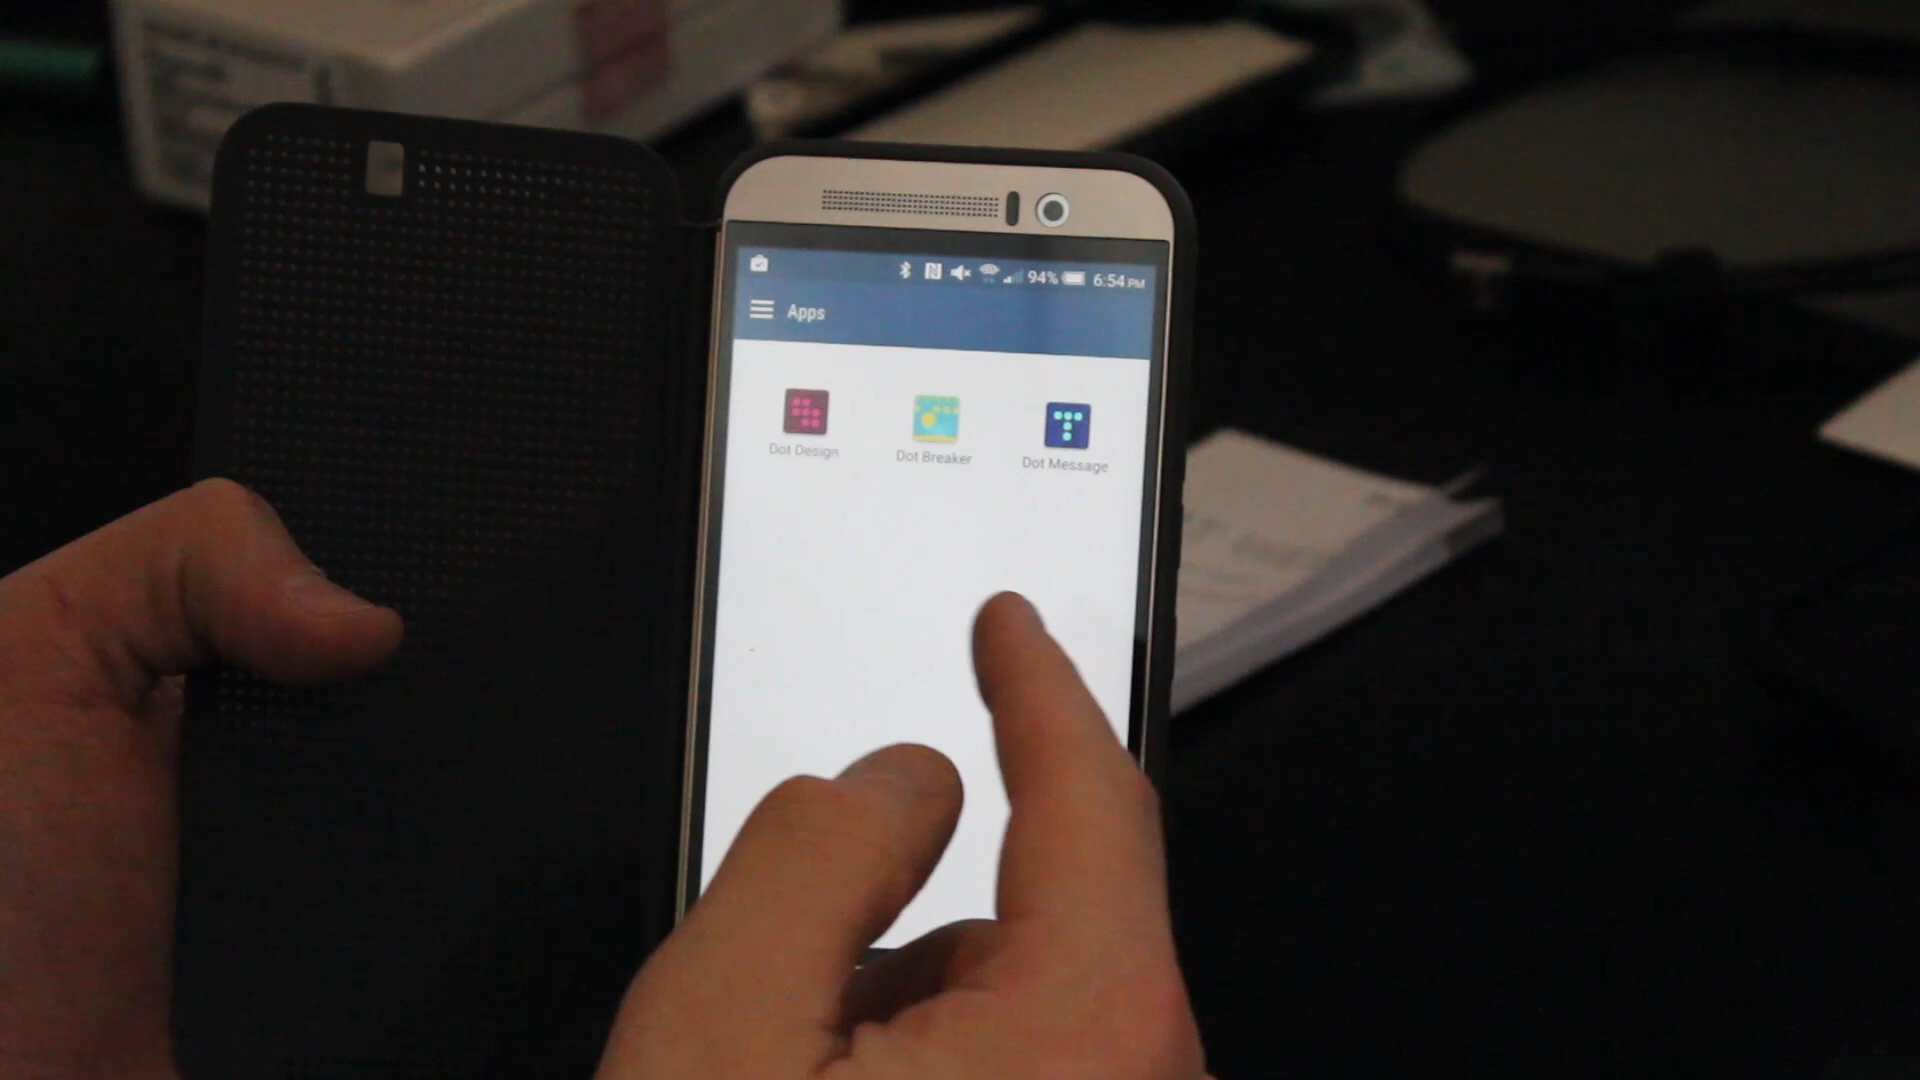 94% 6:54 PM
Apps
Dot Design
Dot Breaker
Dot Message